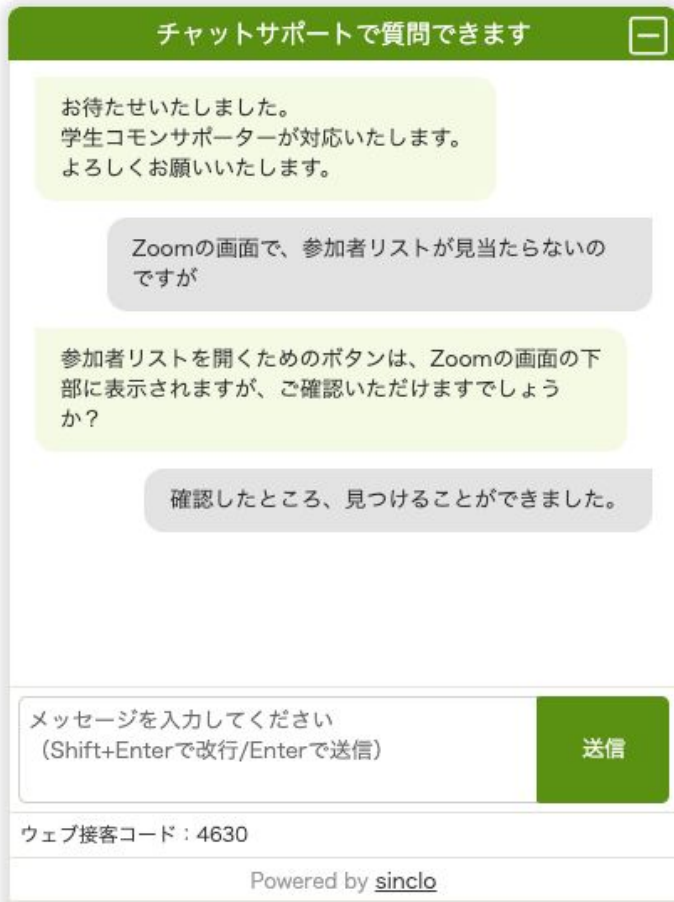 チャットサポートで質問できます
お待たせいたしました。
学生コモンサポーターが対応いたします。
よろしくお願いいたします。
Zoomの画面で、参加者リストが見当たらないの
ですが
参加者リストを開くためのボタンは、Zoomの画面の下
部に表示されますが、ご確認いただけますでしょう
か？
確認したところ、見つけることができました。
メッセージを入力してください
（Shift+Enterで改行/Enterで送信）
送信
ウェブ接客コード：4630
Powered by sinclo